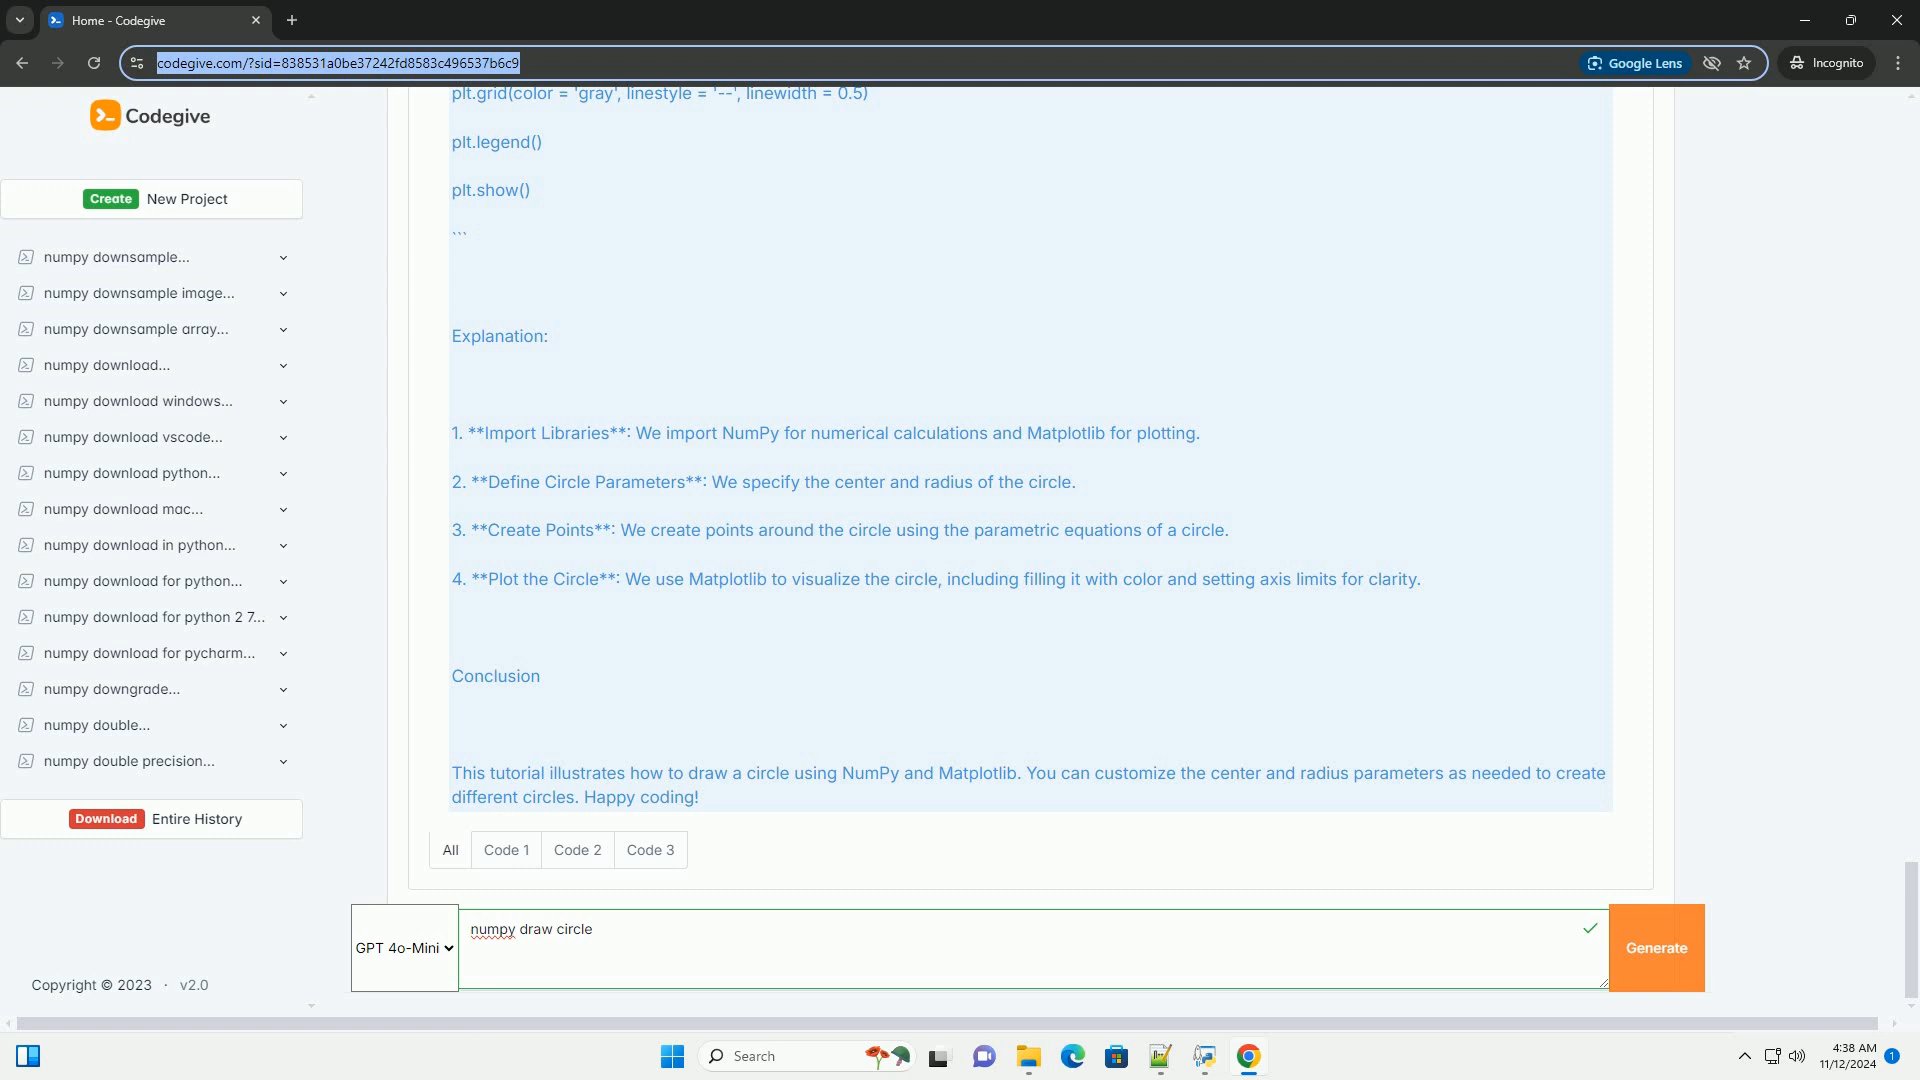 Home - Codegive
codegive.com/?sid=838531a0be37242fd8583c496537b6c9
Google Lens
Incognito
Codegive
Create New Project
numpy downsample...
numpy downsample image...
numpy downsample array...
numpy download...
numpy download windows...
numpy download vscode...
numpy download python...
numpy download mac...
numpy download in python...
numpy download for python...
numpy download for python 2 7...
numpy download for pycharm...
numpy downgrade...
numpy double...
numpy double precision...
Download Entire History
Copyright © 2023 · v2.0
plt.grid(color = 'gray', linestyle = '--', linewidth = 0.5)
plt.legend()
plt.show()
```
Explanation:
1. **Import Libraries**: We import NumPy for numerical calculations and Matplotlib for plotting.
2. **Define Circle Parameters**: We specify the center and radius of the circle.
3. **Create Points**: We create points around the circle using the parametric equations of a circle.
4. **Plot the Circle**: We use Matplotlib to visualize the circle, including filling it with color and setting axis limits for clarity.
Conclusion
This tutorial illustrates how to draw a circle using NumPy and Matplotlib. You can customize the center and radius parameters as needed to create
different circles. Happy coding!
All Code 1 Code 2 Code 3
GPT 4o-Mini
numpy draw circle
Generate
Search
4:38 AM
11/12/2024
1